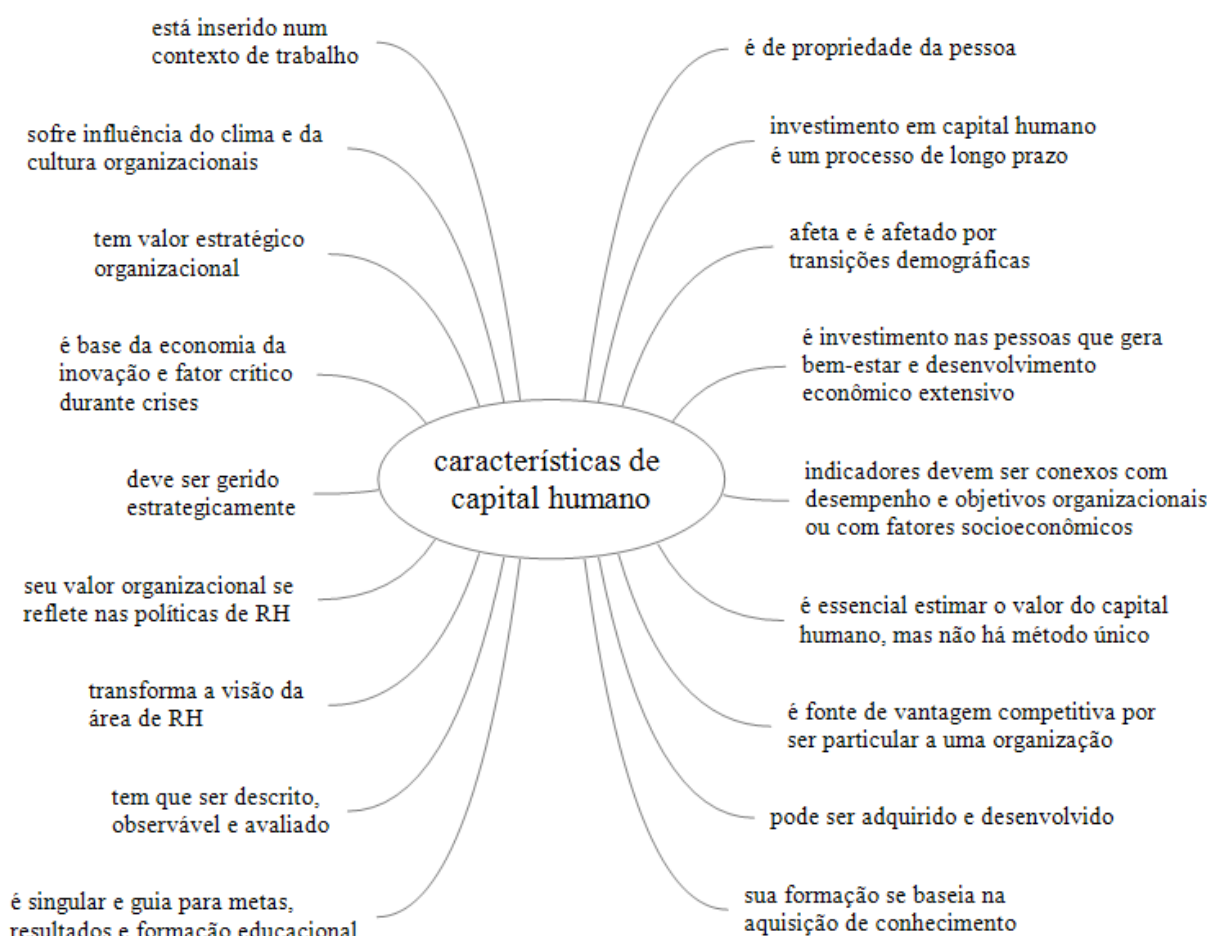 está inserido num
contexto de trabalho
sofre influência do clima e da
cultura organizacionais
tem valor estratégico
organizacional
é base da economia da
inovação e fator crítico
durante crises
deve ser gerido
estrategicamente
seu valor organizacional se
reflete nas políticas de RH
transforma a visão da
área de RH
tem que ser descrito,
observável e avaliado
é singular e guia para metas,
resultados e formação educacional
características de
capital humano
é de propriedade da pessoa
investimento em capital humano
é um processo de longo prazo
afeta e é afetado por
transições demográficas
é investimento nas pessoas que gera
bem-estar e desenvolvimento
econômico extensivo
indicadores devem ser conexos com
desempenho e objetivos organizacionais
ou com fatores socioeconômicos
é essencial estimar o valor do capital
humano, mas não há método único
é fonte de vantagem competitiva por
ser particular a uma organização
pode ser adquirido e desenvolvido
sua formação se baseia na
aquisição de conhecimento